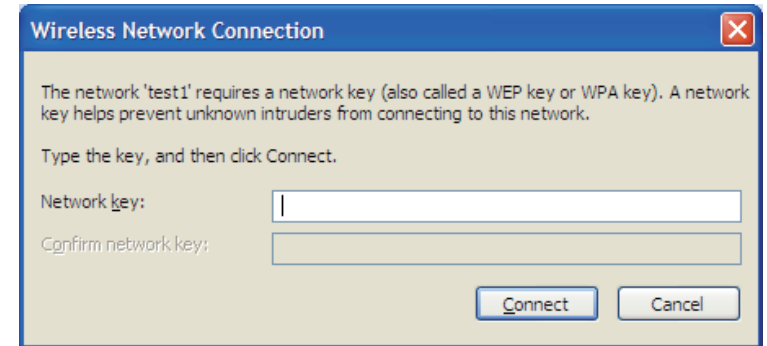 Wireless Network Connection
The network 'test1' requires a network key (also called a WEP key or WPA key). A network
key helps prevent unknown intruders from connecting to this network.
Type the key, and then click Connect.
Network key:
Confirm network key:
Connect Cancel